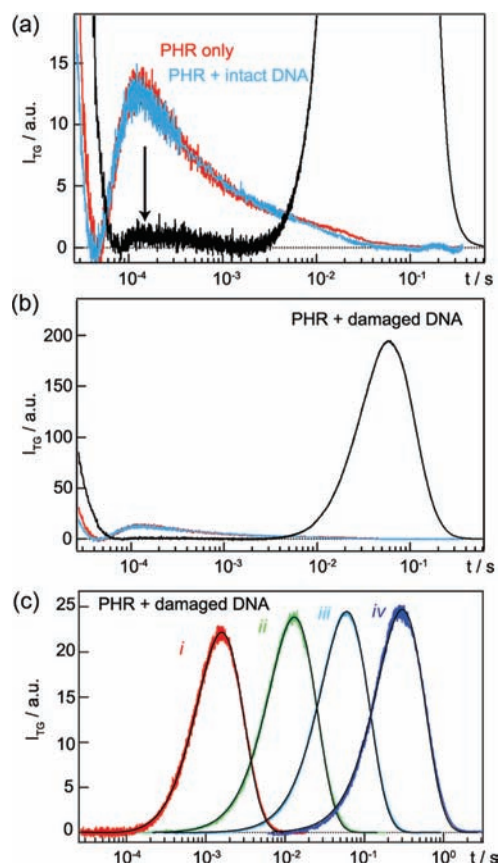 (a)
PHR only
PHR + intact DNA
I_TG / a.u.
15
10
5
0
10⁻⁴ 10⁻³ 10⁻² 10⁻¹ t / s
(b)
PHR + damaged DNA
I_TG / a.u.
200
150
100
50
0
10⁻⁴ 10⁻³ 10⁻² 10⁻¹ t / s
(c)
PHR + damaged DNA
I_TG / a.u.
25
20
15
10
5
0
i ii iii iv
10⁻⁴ 10⁻³ 10⁻² 10⁻¹ 10⁰ t / s